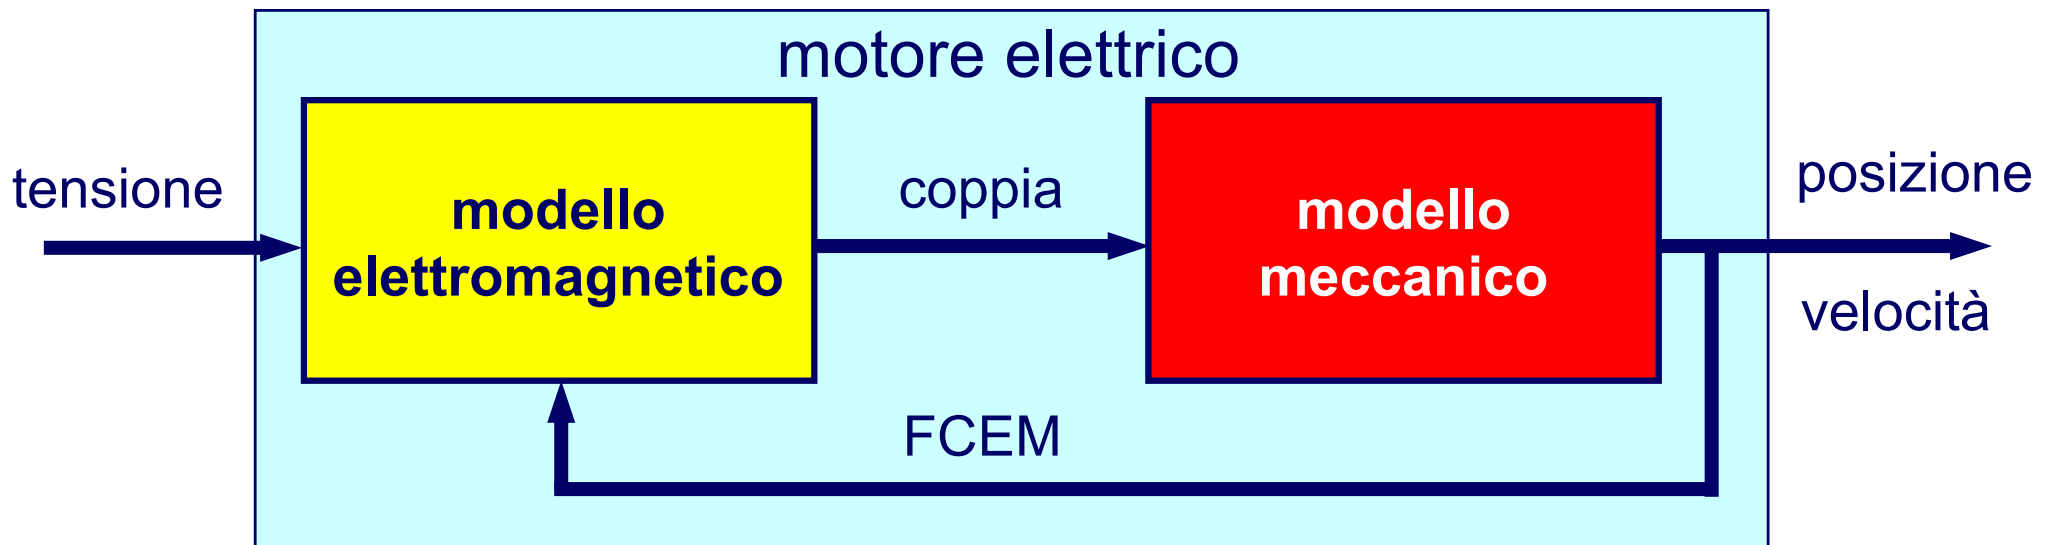 motore elettrico
tensione
modello
elettromagnetico
coppia
modello
meccanico
posizione
velocità
FCEM